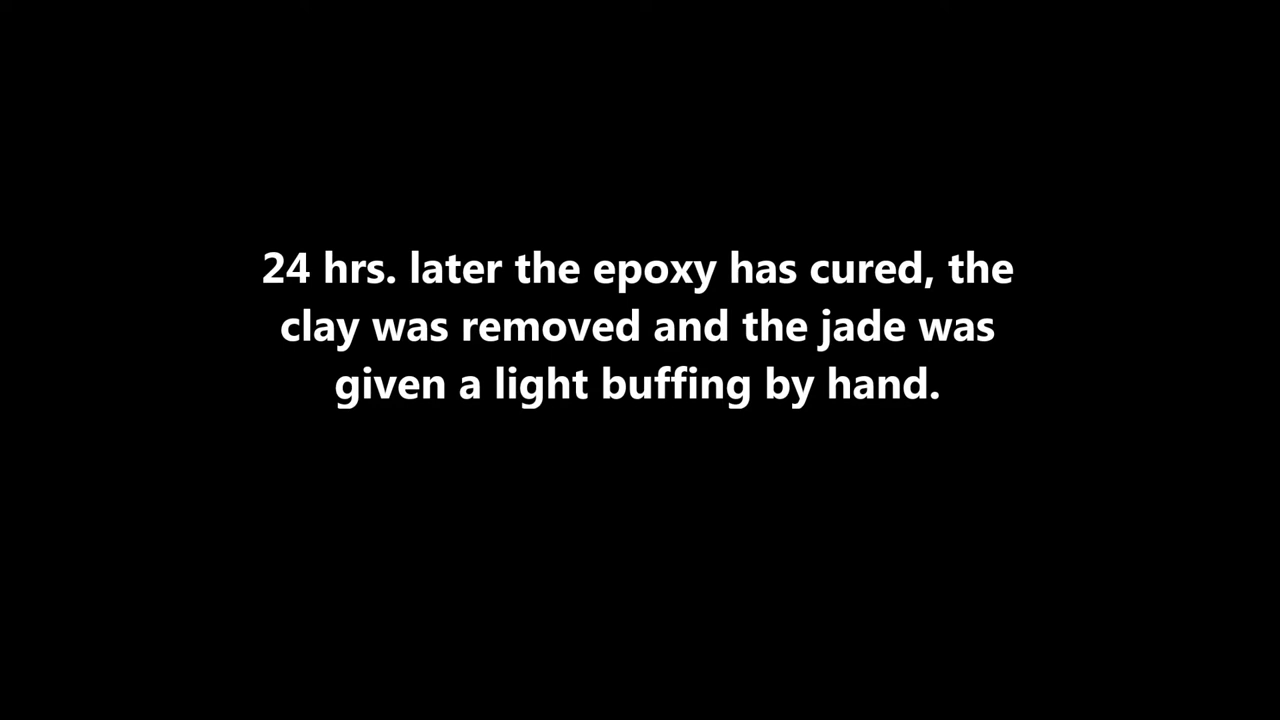 24 hrs. later the epoxy has cured, the
clay was removed and the jade was
given a light buffing by hand.